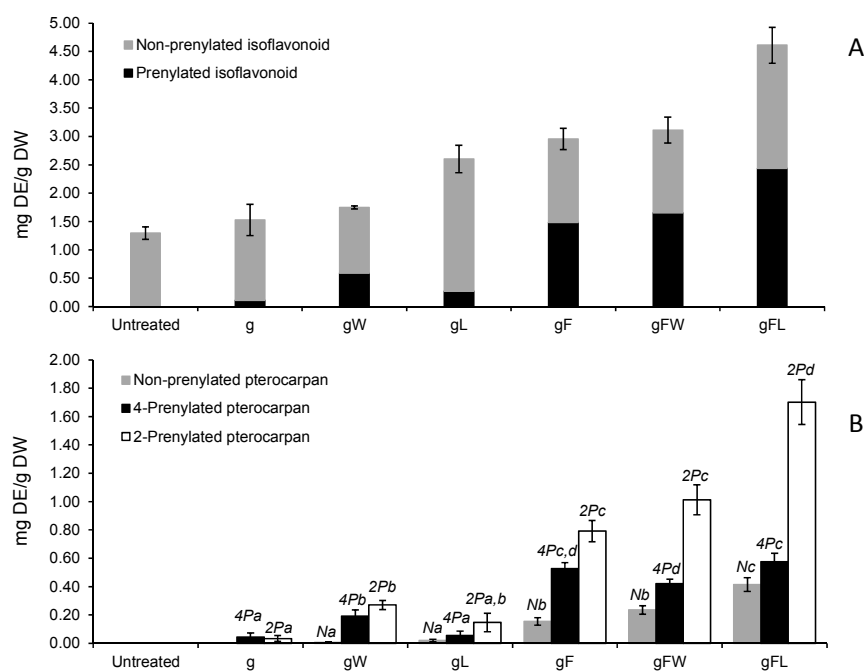 A
mg DE/g DW
5.00
4.50
4.00
3.50
3.00
2.50
2.00
1.50
1.00
0.50
0.00
Non-prenylated isoflavonoid
Prenylated isoflavonoid
Untreated g gW gL gF gFW gFL
B
mg DE/g DW
2.00
1.80
1.60
1.40
1.20
1.00
0.80
0.60
0.40
0.20
0.00
Non-prenylated pterocarpan
4-Prenylated pterocarpan
2-Prenylated pterocarpan
4Pa 2Pa
Na 4Pb 2Pb
Na 4Pa 2Pa,b
Nb 4Pc,d 2Pc
Nb 4Pd 2Pc
Nc 4Pc 2Pd
Untreated g gW gL gF gFW gFL